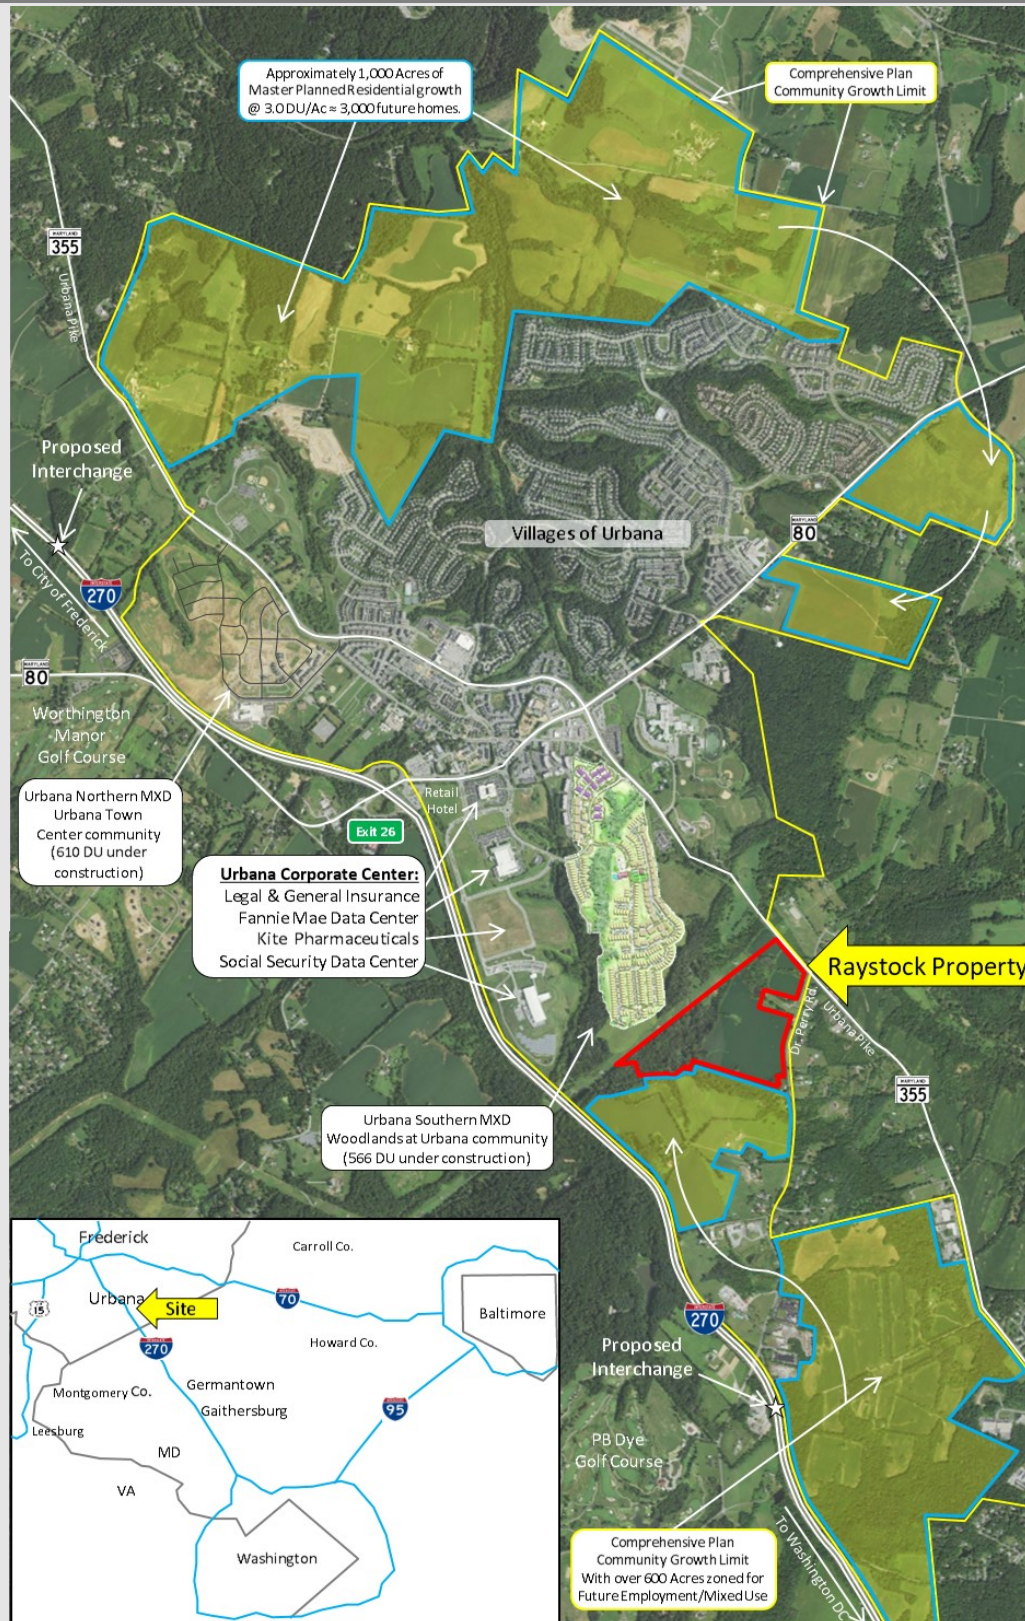 Approximately 1,000 Acres of
Master Planned Residential growth
@ 3.0 DU/Ac ≈ 3,000 future homes.
Comprehensive Plan
Community Growth Limit
MARYLAND
355
Urbana Pike
Proposed
Interchange
To City of Frederick
270
MARYLAND
80
Worthington
Manor
Golf Course
Villages of Urbana
MARYLAND
80
Urbana Northern MXD
Urbana Town
Center community
(610 DU under
construction)
Retail
Hotel
Exit 26
Urbana Corporate Center:
Legal & General Insurance
Fannie Mae Data Center
Kite Pharmaceuticals
Social Security Data Center
Raystock Property
Dr. Perry Rd.
Urbana Pike
MARYLAND
355
Urbana Southern MXD
Woodlands at Urbana community
(566 DU under construction)
270
Proposed
Interchange
PB Dye
Golf Course
To Washington DC
Comprehensive Plan
Community Growth Limit
With over 600 Acres zoned for
Future Employment/Mixed Use
Frederick
Carroll Co.
Urbana
Site
15
70
Baltimore
270
Howard Co.
Montgomery Co.
Germantown
Gaithersburg
95
Leesburg
MD
VA
Washington